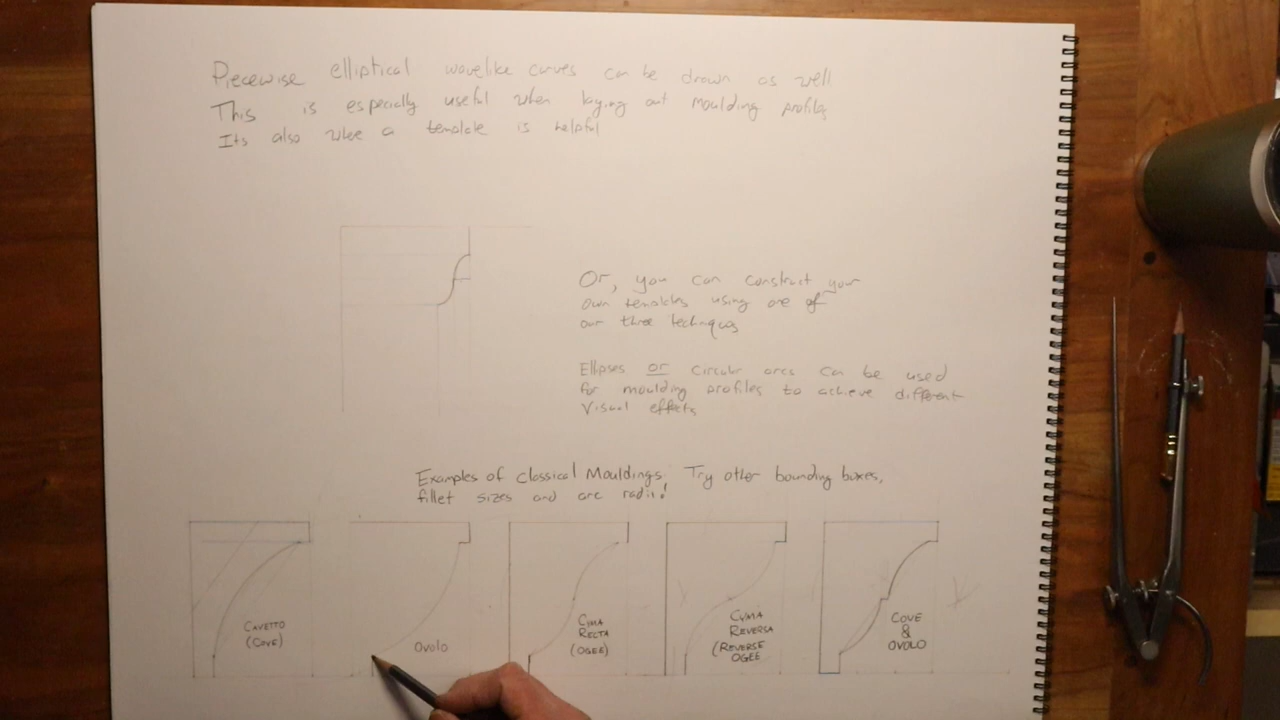 Piecewise elliptical wavelike curves can be drawn as well
This is especially useful when laying out moulding profiles
Its also where a template is helpful
Or, you can construct your
own templates using one of
our three techniques
Ellipses or circular arcs can be used
for moulding profiles to achieve different
visual effects
Examples of classical Mouldings. Try other bounding boxes,
fillet sizes and arc radii!
CAVETTO
(COVE)
OVOLO
CIMA
RECTA
(OGEE)
CYMA
REVERSA
(REVERSE
OGEE
COVE
&
OVOLO